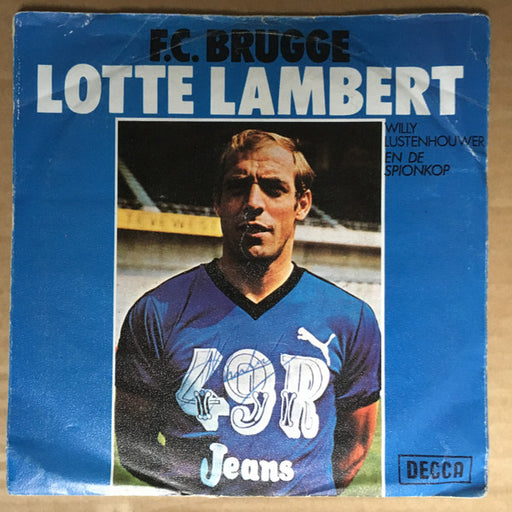 F.C. BRUGGE
LOTTE LAMBERT
WILLY
LUSTENHOUWER
EN DE
SPIONKOP
49R
Jeans
DECCA